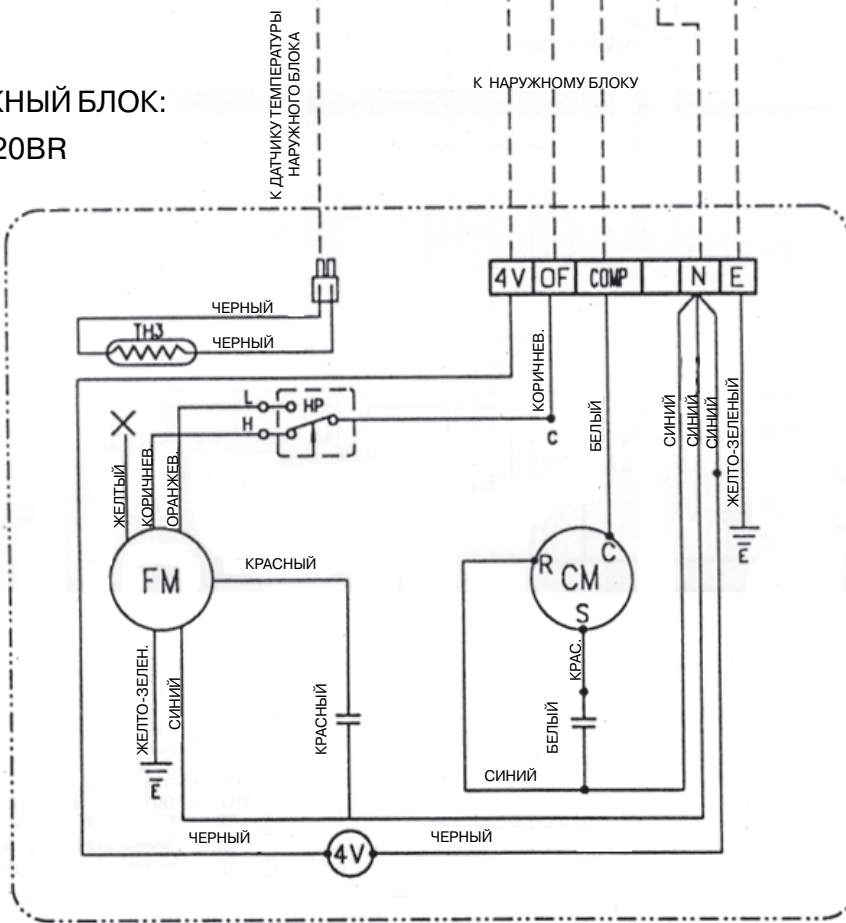 К ДАТЧИКУ ТЕМПЕРАТУРЫ
НАРУЖНОГО БЛОКА
К НАРУЖНОМУ БЛОКУ
ЖНЫЙ БЛОК:
20BR
4V OF COMP N E
ЧЕРНЫЙ
TH3
ЧЕРНЫЙ
L
HP
H
C
КОРИЧНЕВ.
БЕЛЫЙ
СИНИЙ
СИНИЙ
СИНИЙ
ЖЕЛТО-ЗЕЛЕНЫЙ
E
ЖЕЛТЫЙ
КОРИЧНЕВ.
ОРАНЖЕВ.
FM
КРАСНЫЙ
R
C
CM
S
КРАС.
ЖЕЛТО-ЗЕЛЕН.
СИНИЙ
E
КРАСНЫЙ
БЕЛЫЙ
СИНИЙ
ЧЕРНЫЙ
4V
ЧЕРНЫЙ